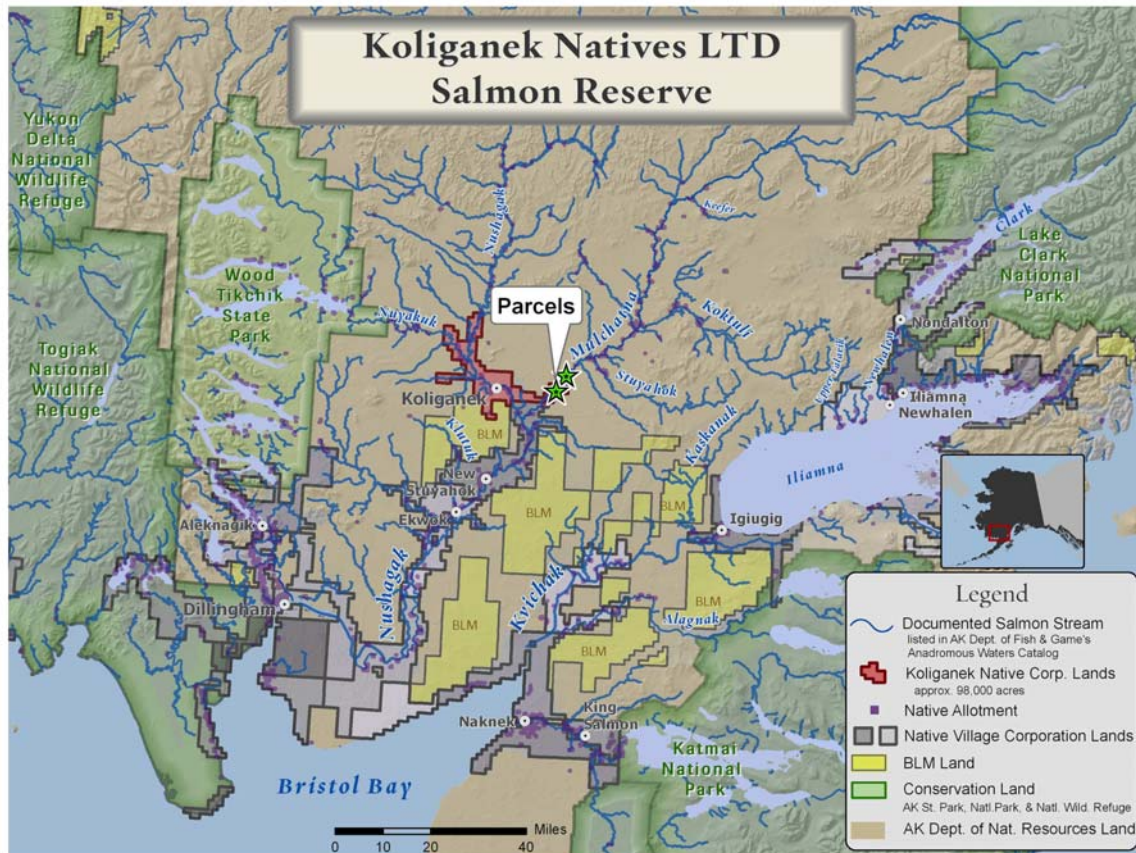 Koliganek Natives LTD
Salmon Reserve
Yukon
Delta
National
Wildlife
Refuge
Wood
Tikchik
State
Park
Togiak
National
Wildlife
Refuge
Nushagak
Keefer
Clark
Lake
Clark
National
Park
Parcels
Nuyakuk
Mulchatna
Koktuli
Nondalton
Koliganek
Stuyahok
Upper Talarik
Newhalen
Iliamna
Newhalen
Klutuk
BLM
Kaskanak
New
Stuyahok
Ekwok
BLM
BLM
Iliamna
Igiugig
Aleknagik
Dillingham
Nushagak
Kvichak
BLM
BLM
Alagnak
BLM
Naknek
King
Salmon
Katmai
National
Park
Bristol Bay
Miles
0 10 20 40
Legend
Documented Salmon Stream
listed in AK Dept. of Fish & Game's
Anadromous Waters Catalog
Koliganek Native Corp. Lands
approx. 98,000 acres
Native Allotment
Native Village Corporation Lands
BLM Land
Conservation Land
AK St. Park, Natl.Park, & Natl. Wild. Refuge
AK Dept. of Nat. Resources Land